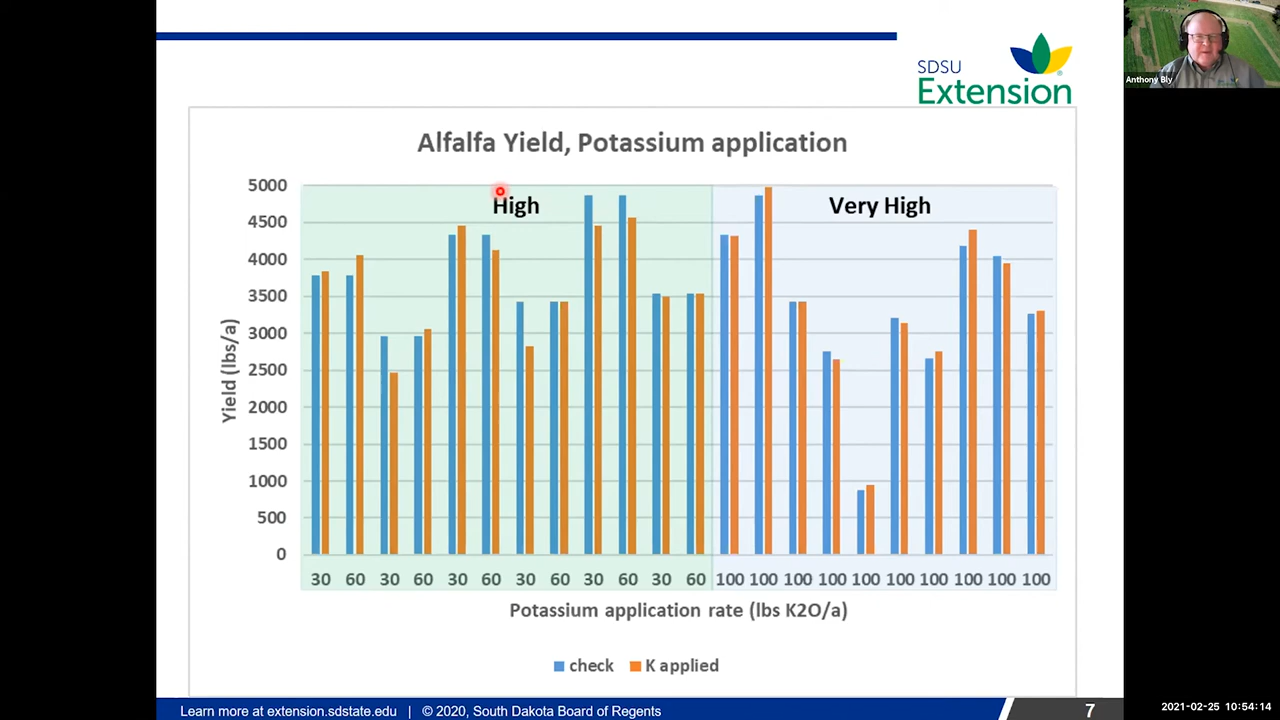 SDSU
Extension
Anthony Bly
Alfalfa Yield, Potassium application
High
Very High
Yield (lbs/a)
5000
4500
4000
3500
3000
2500
2000
1500
1000
500
0
30 60 30 60 30 60 30 60 30 60 30 60 100 100 100 100 100 100 100 100 100 100
Potassium application rate (lbs K2O/a)
check K applied
Learn more at extension.sdstate.edu | © 2020, South Dakota Board of Regents
7
2021-02-25 10:54:14